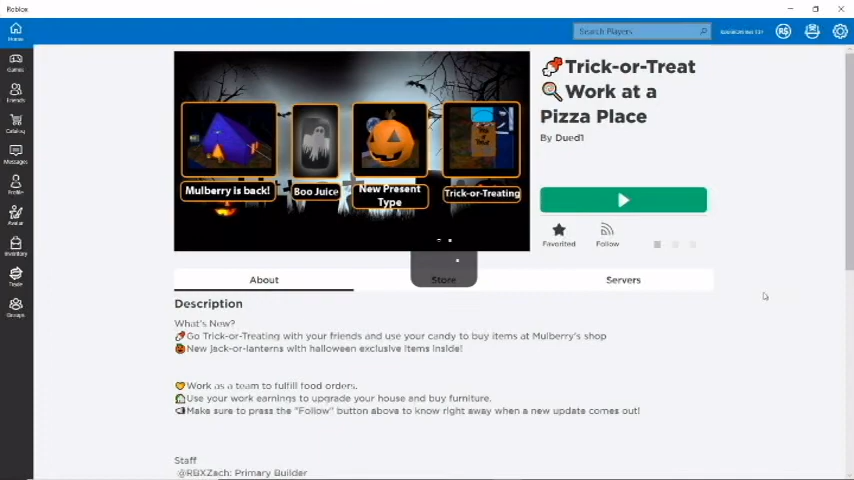 Roblox
Search Players
R$
Home
Games
Friends
Catalog
Messages
Profile
Avatar
Inventory
Trade
Groups
Mulberry is back!
Boo Juice
New Present
Type
Trick-or-Treating
Trick-or-Treat
Work at a
Pizza Place
By Dued1
Favorited
Follow
About
Store
Servers
Description
What's New?
Go Trick-or-Treating with your friends and use your candy to buy items at Mulberry's shop
New jack-or-lanterns with halloween exclusive items inside!
Work as a team to fulfill food orders.
Use your work earnings to upgrade your house and buy furniture.
Make sure to press the "Follow" button above to know right away when a new update comes out!
Staff
@RBXZach: Primary Builder